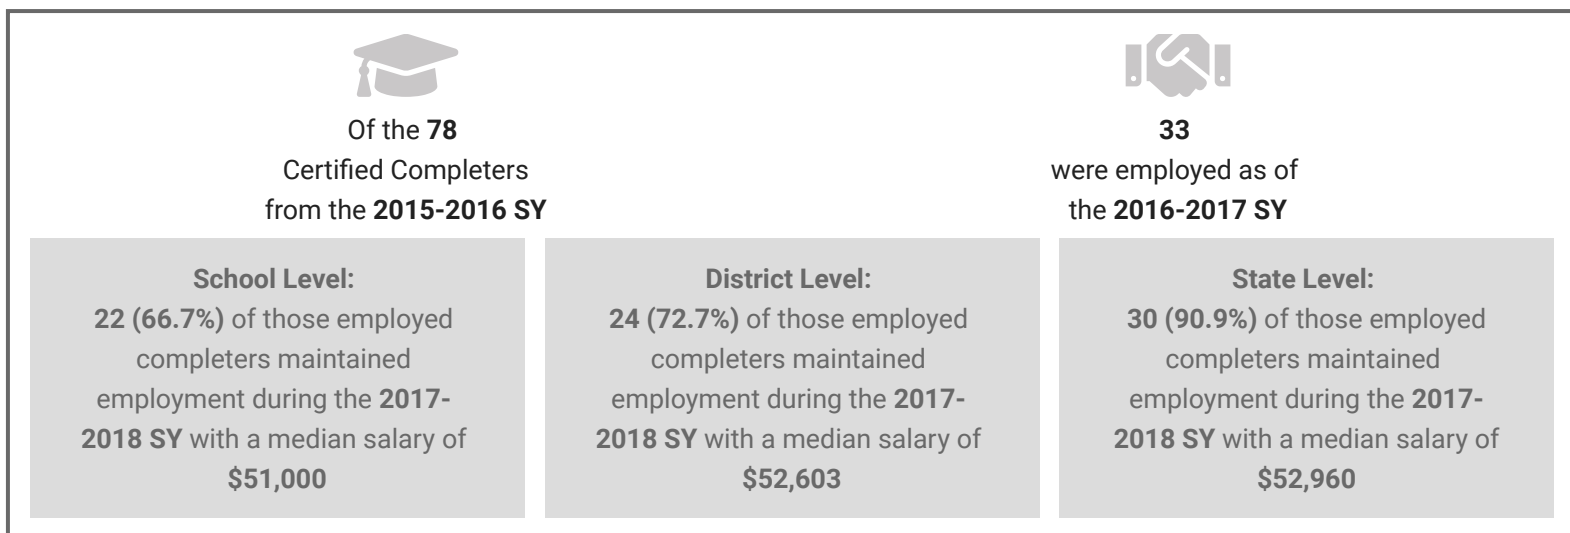 Of the 78
Certified Completers
from the 2015-2016 SY
33
were employed as of
the 2016-2017 SY
School Level:
22 (66.7%) of those employed
completers maintained
employment during the 2017-
2018 SY with a median salary of
$51,000
District Level:
24 (72.7%) of those employed
completers maintained
employment during the 2017-
2018 SY with a median salary of
$52,603
State Level:
30 (90.9%) of those employed
completers maintained
employment during the 2017-
2018 SY with a median salary of
$52,960